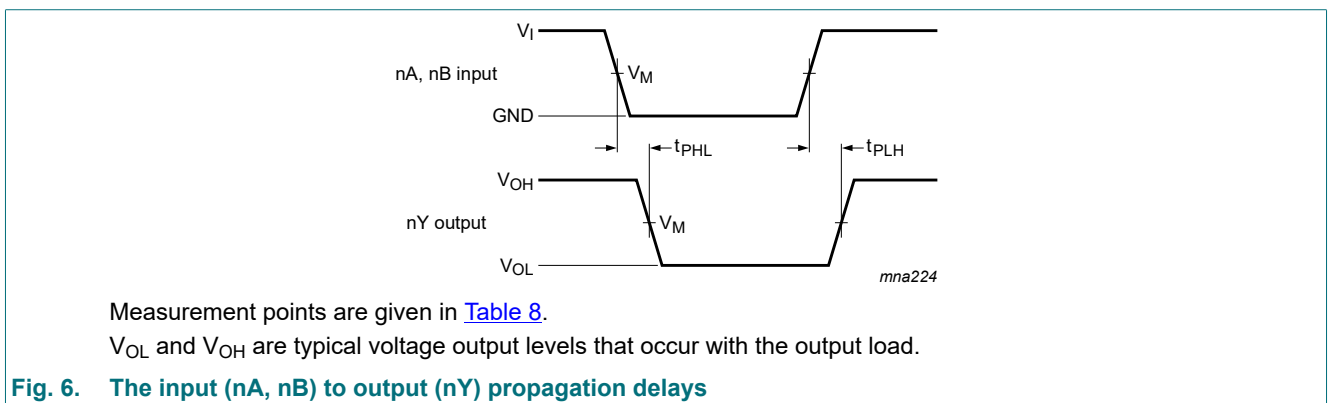 VI
nA, nB input
VM
GND
tPHL
tPLH
VOH
nY output
VM
VOL
mna224
Measurement points are given in Table 8.
VOL and VOH are typical voltage output levels that occur with the output load.
Fig. 6. The input (nA, nB) to output (nY) propagation delays